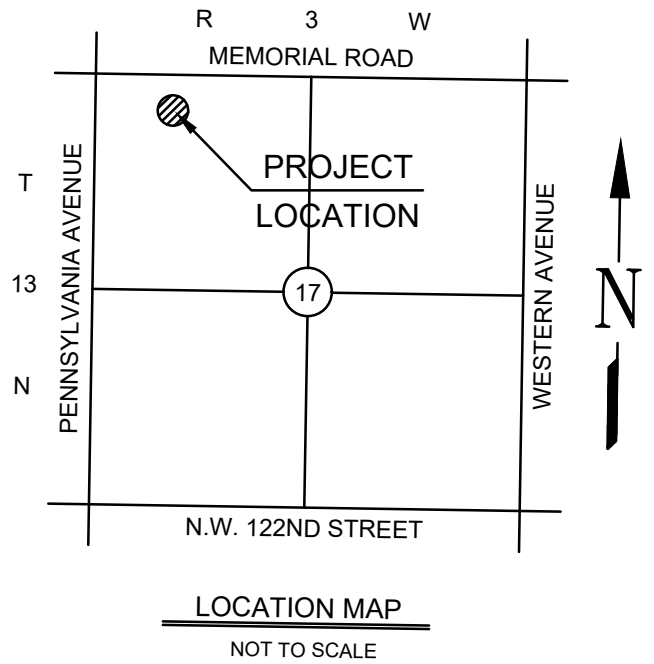 R 3 W
MEMORIAL ROAD
T
13
N
PENNSYLVANIA AVENUE
PROJECT
LOCATION
17
WESTERN AVENUE
N
N.W. 122ND STREET
LOCATION MAP
NOT TO SCALE